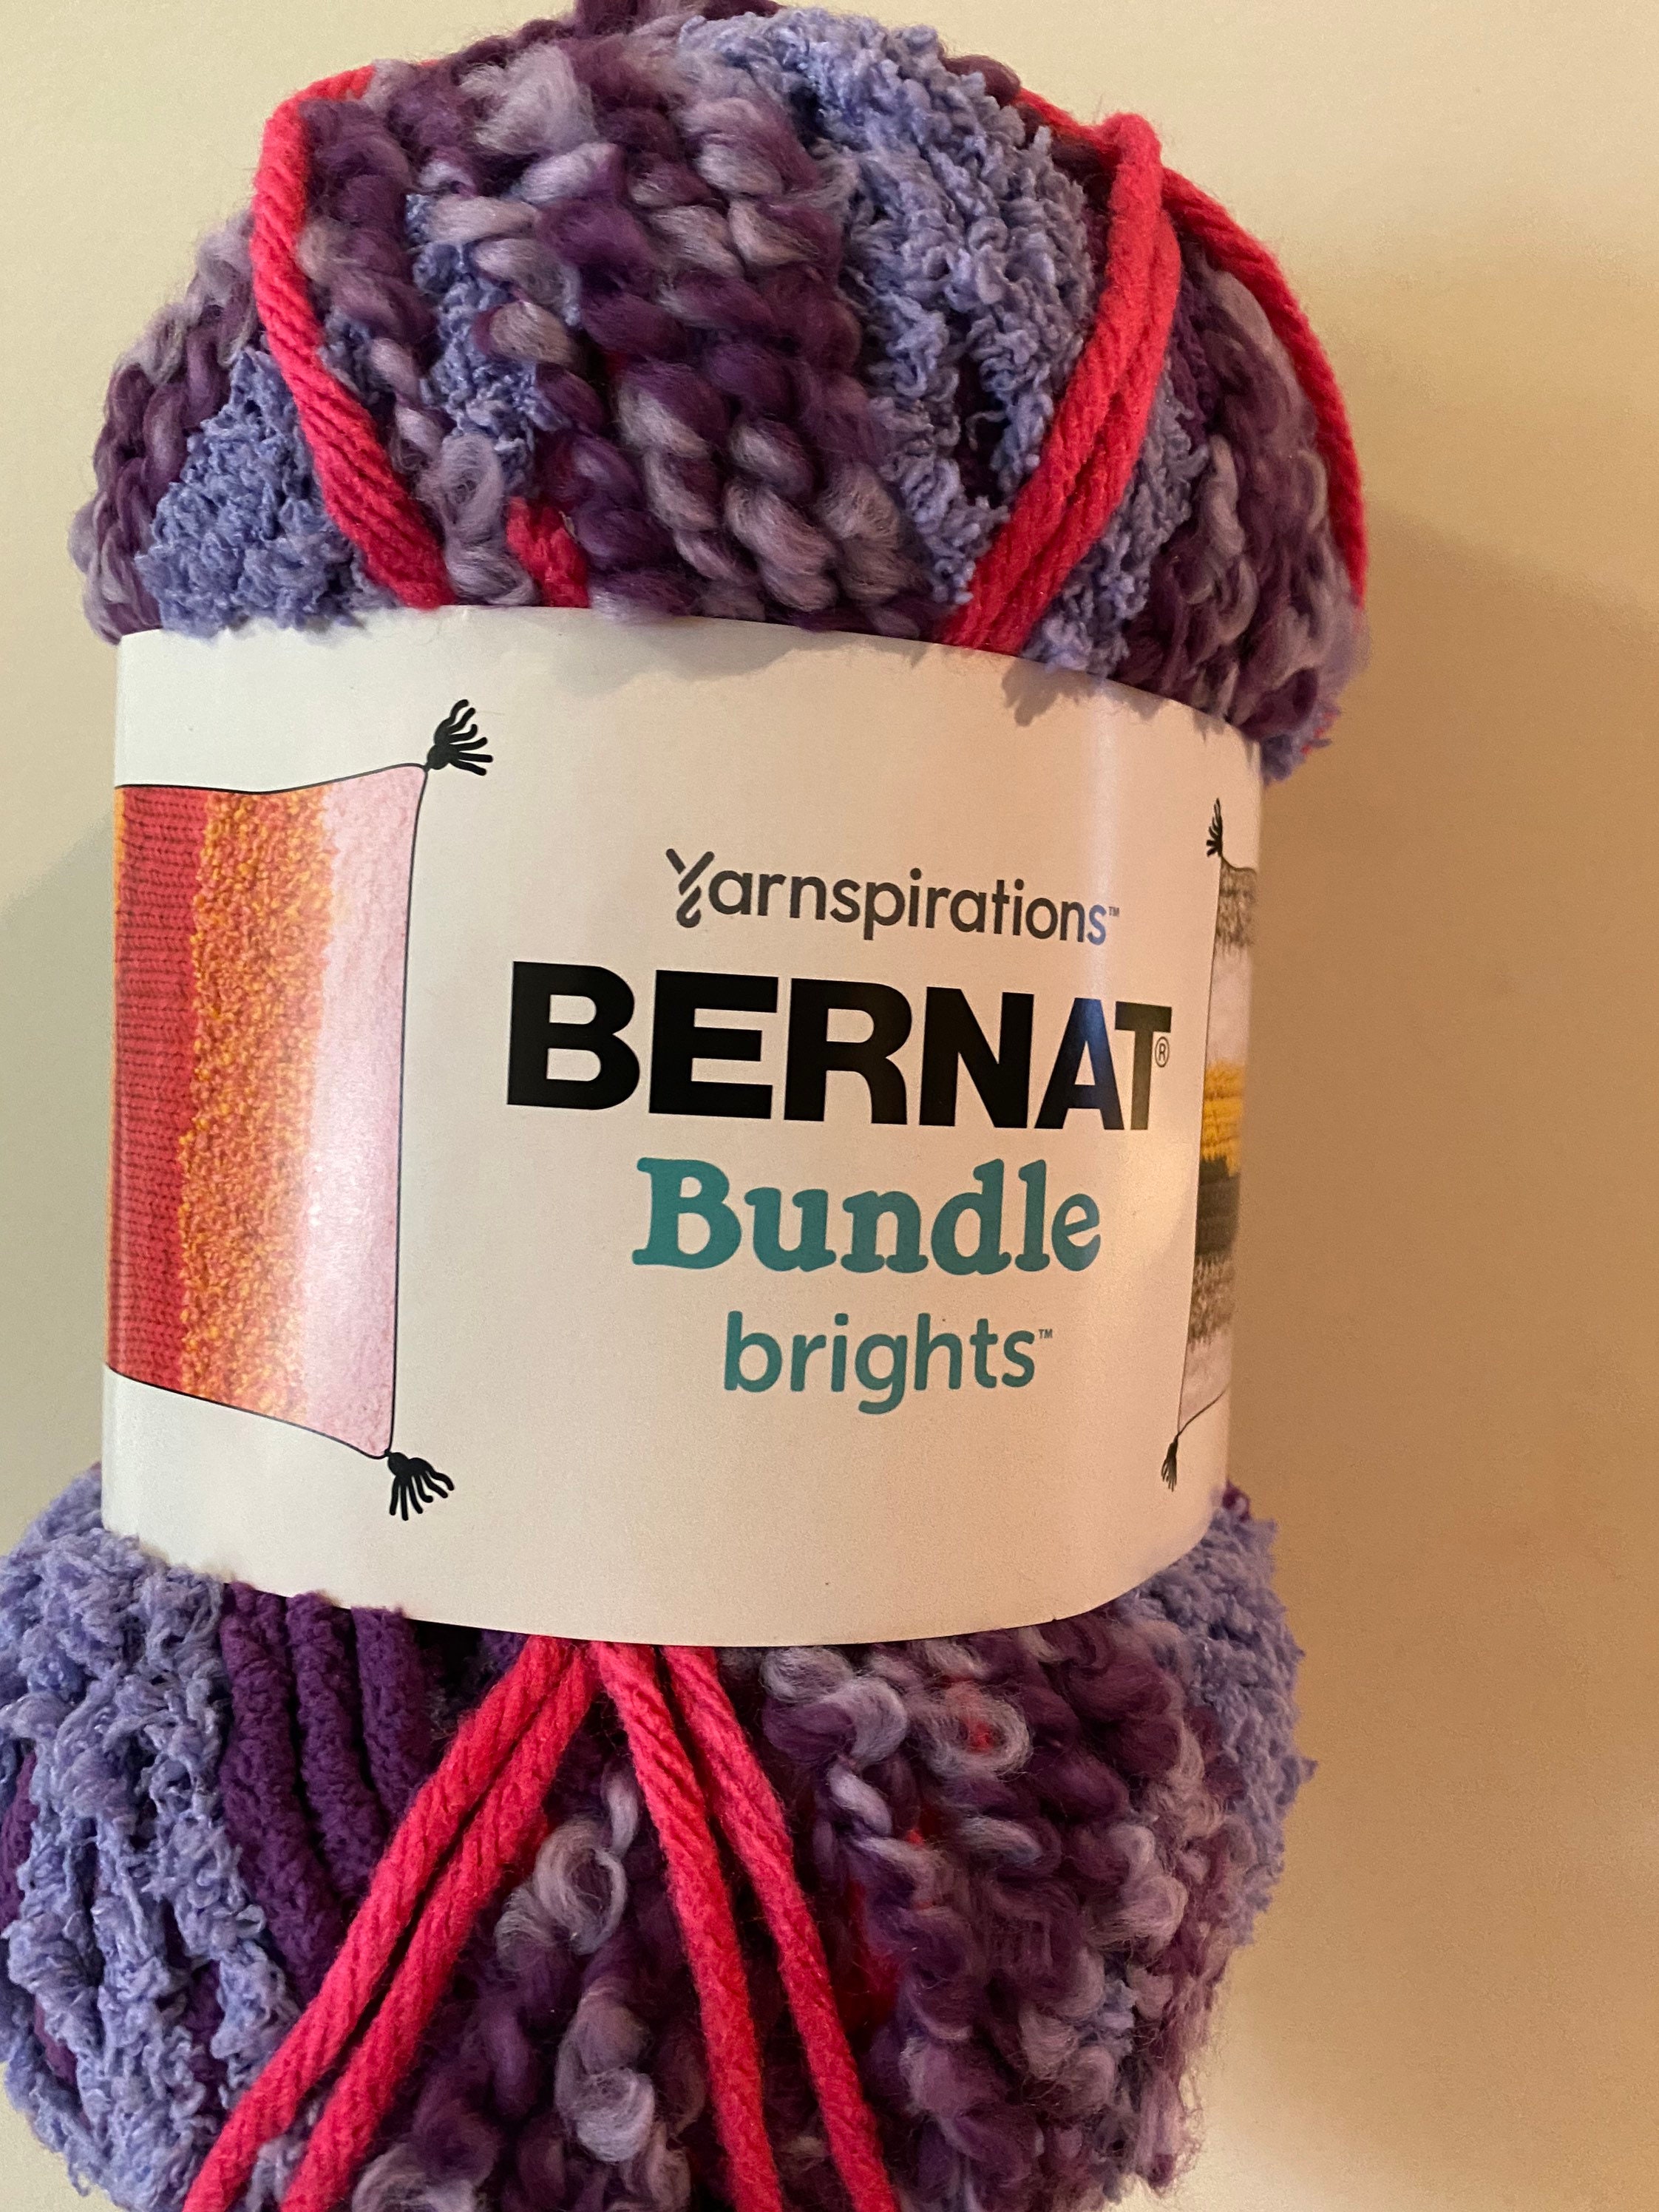 Yarnspirations™
BERNAT®
Bundle
brights™